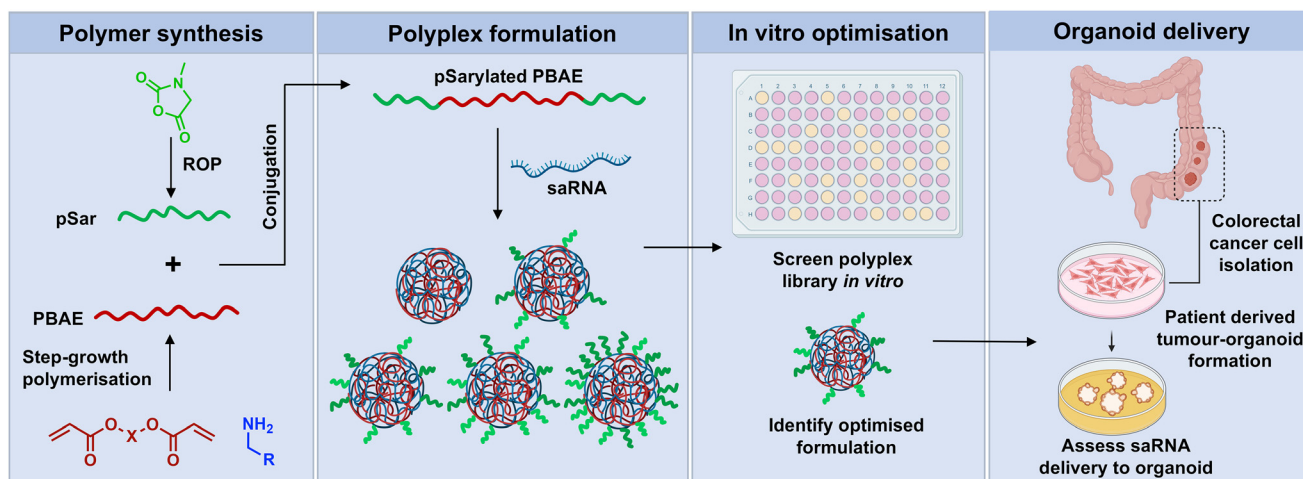 Polymer synthesis
O
N
O
O
ROP
pSar
+
PBAE
Step-growth
polymerisation
O
X
O
O
O
NH2
R
Conjugation
Polyplex formulation
pSarylated PBAE
saRNA
In vitro optimisation
1 2 3 4 5 6 7 8 9 10 11 12
A
B
C
D
E
F
G
H
Screen polyplex
library in vitro
Identify optimised
formulation
Organoid delivery
Colorectal
cancer cell
isolation
Patient derived
tumour-organoid
formation
Assess saRNA
delivery to organoid